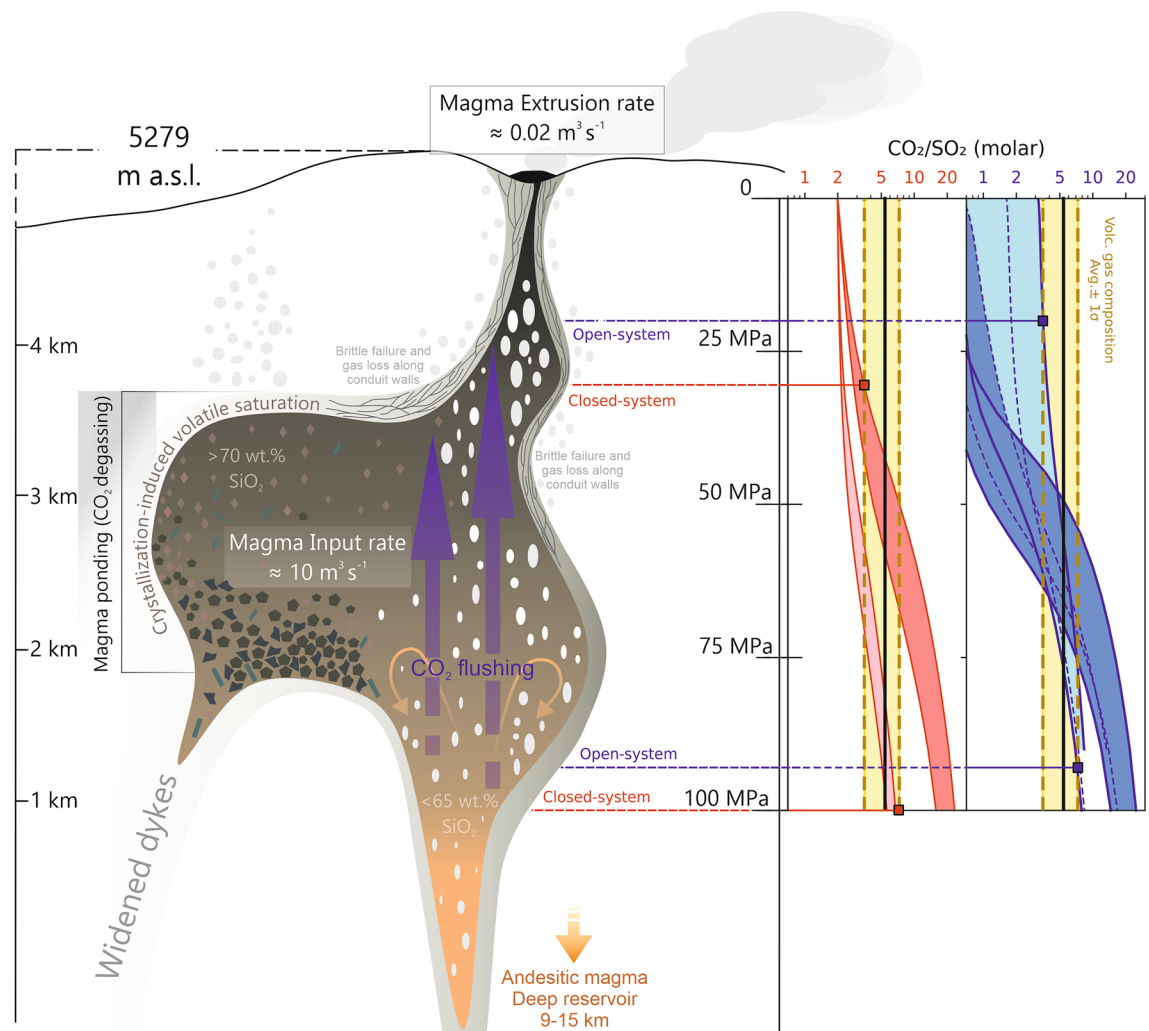 Magma Extrusion rate
≈ 0.02 m³ s⁻¹
5279
m a.s.l.
CO₂/SO₂ (molar)
1 2 5 10 20
1 2 5 10 20
0
Volc. gas composition
Avg.± 1σ
Open-system
25 MPa
4 km
Brittle failure and
gas loss along
conduit walls
Closed-system
Magma ponding (CO₂ degassing)
Crystallization-induced volatile saturation
>70 wt.%
SiO₂
Brittle failure and
gas loss along
conduit walls
3 km
50 MPa
Magma Input rate
≈ 10 m³ s⁻¹
2 km
75 MPa
CO₂ flushing
Open-system
Closed-system
1 km
<65 wt.%
SiO₂
100 MPa
Widened dykes
Andesitic magma
Deep reservoir
9-15 km